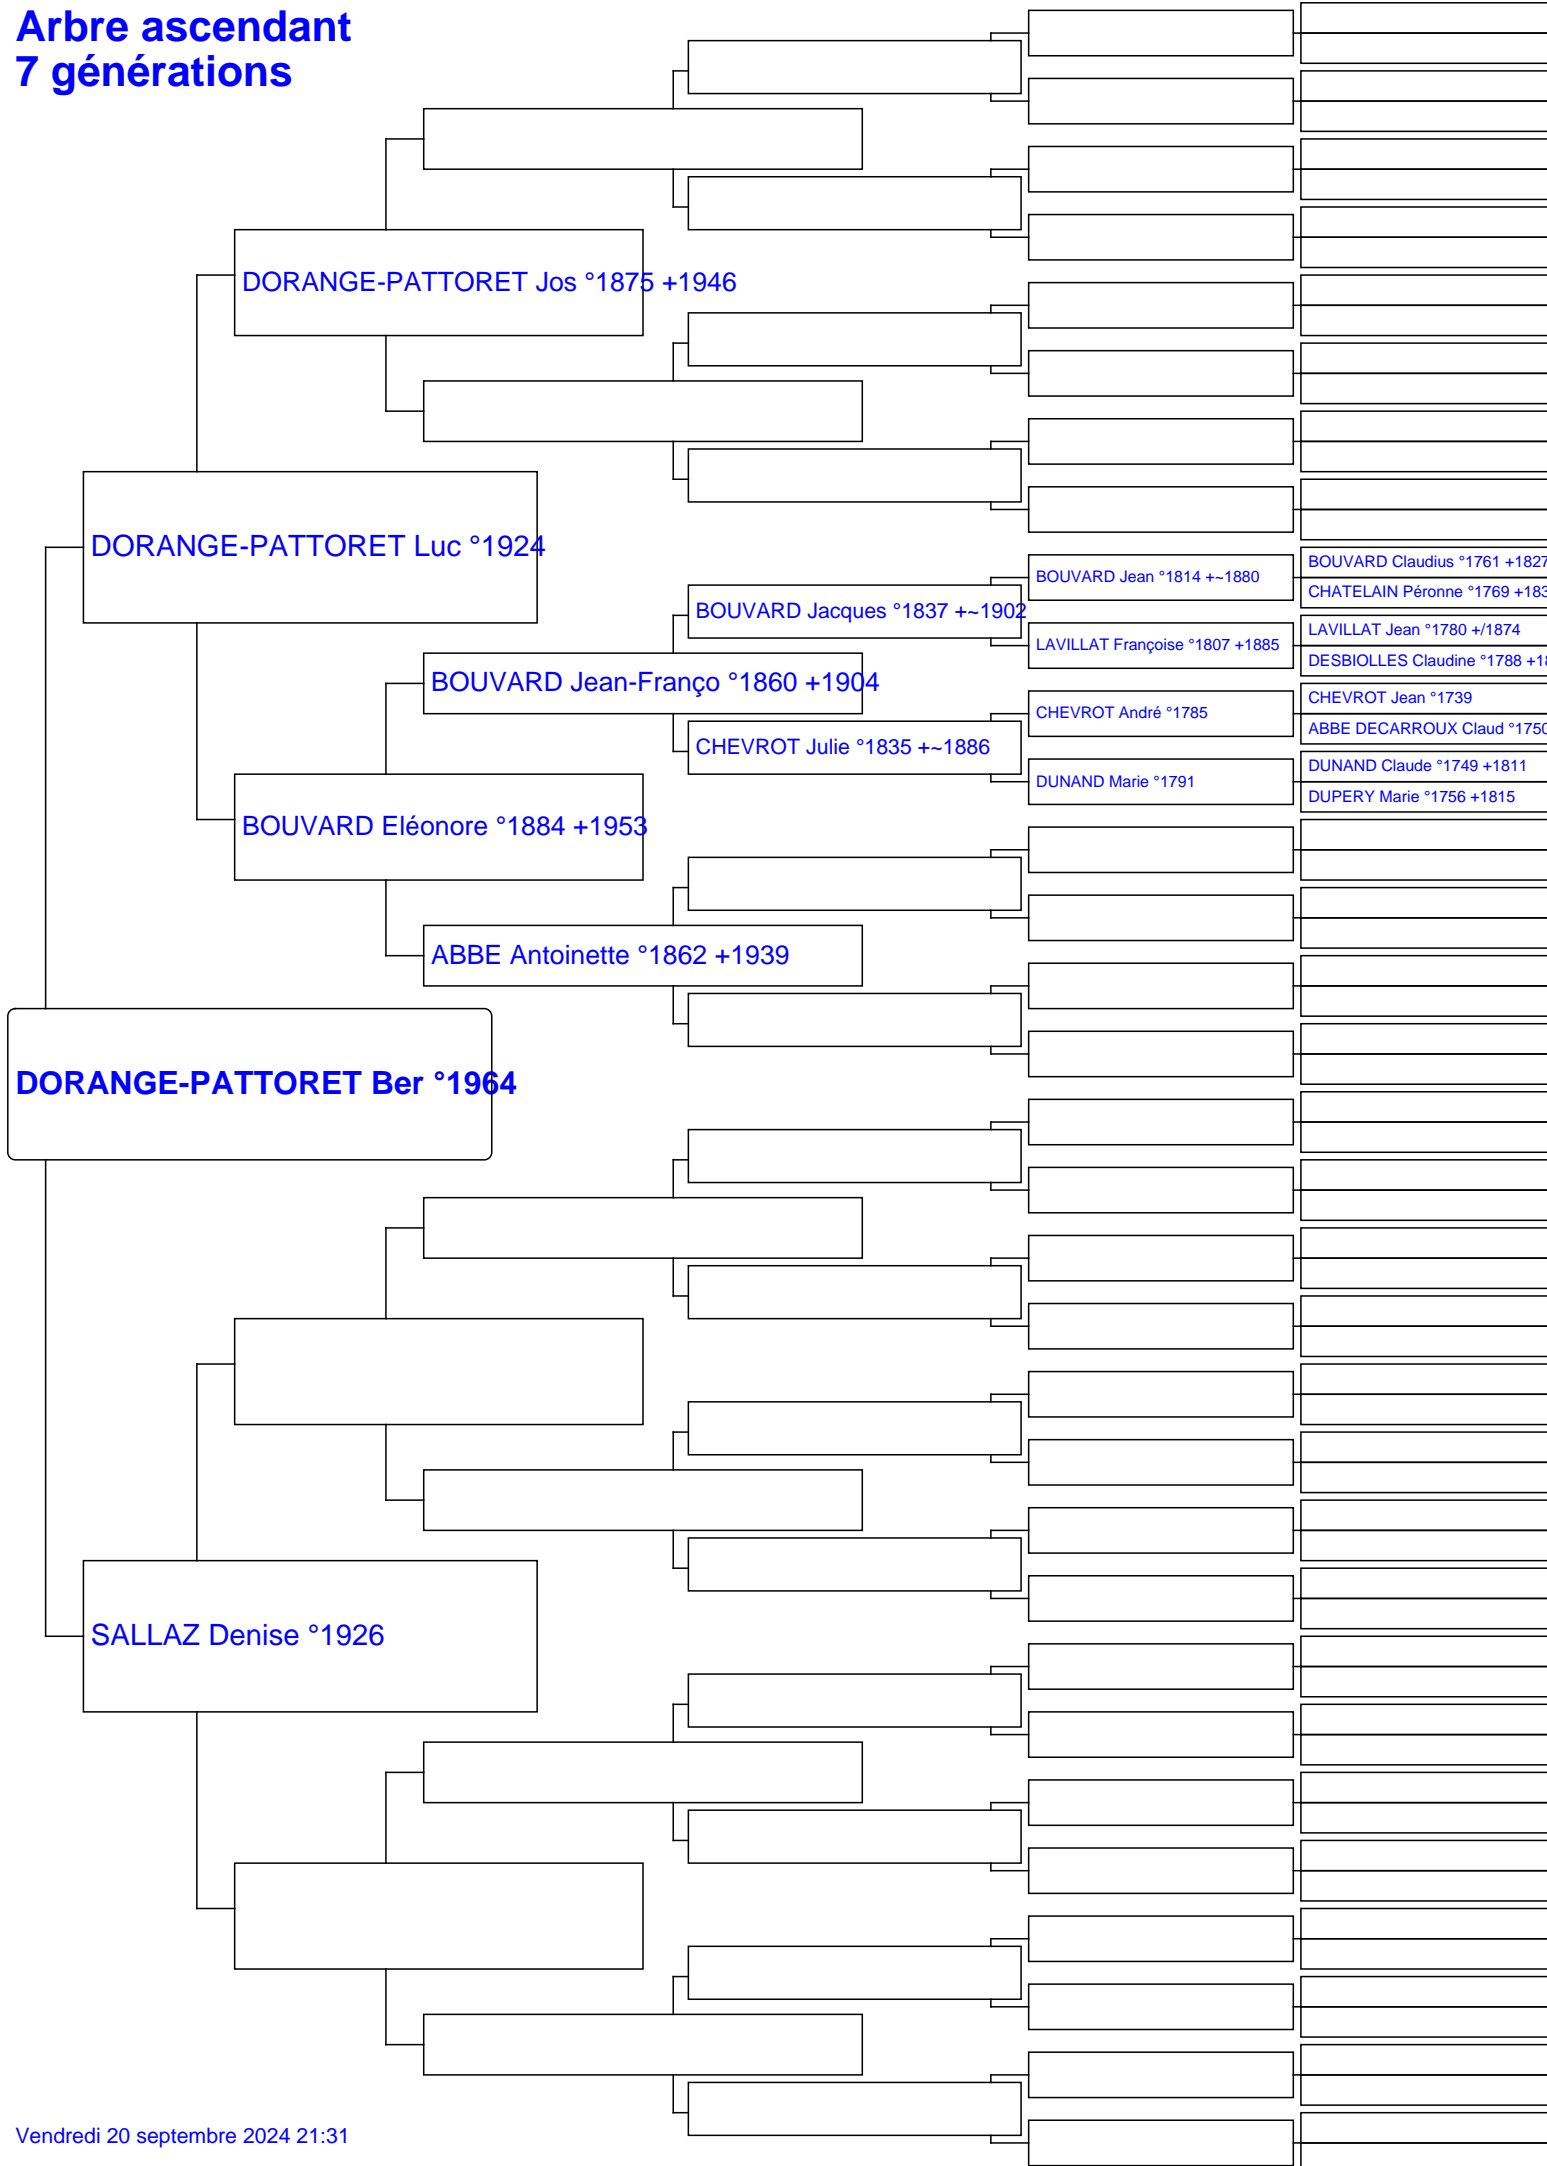 Arbre ascendant
7 générations
DORANGE-PATTORET Jos °1875 +1946
DORANGE-PATTORET Luc °1924
BOUVARD Claudius °1761 +1827
BOUVARD Jean °1814 +~1880
CHATELAIN Péronne °1769 +183
BOUVARD Jacques °1837 +~1902
LAVILLAT Jean °1780 +/1874
LAVILLAT Françoise °1807 +1885
DESBIOLLES Claudine °1788 +18
BOUVARD Jean-Franço °1860 +1904
CHEVROT Jean °1739
CHEVROT André °1785
ABBE DECARROUX Claud °1750
CHEVROT Julie °1835 +~1886
DUNAND Claude °1749 +1811
DUNAND Marie °1791
DUPERY Marie °1756 +1815
BOUVARD Eléonore °1884 +1953
ABBE Antoinette °1862 +1939
DORANGE-PATTORET Ber °1964
SALLAZ Denise °1926
Vendredi 20 septembre 2024 21:31